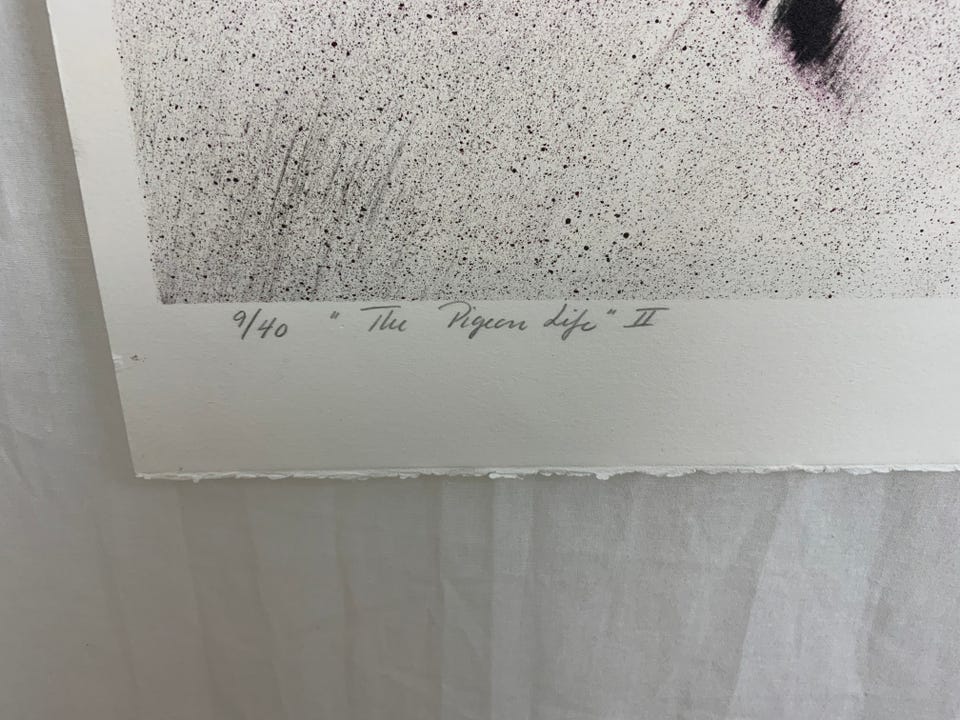 9/40 "The Pigeon Life" II